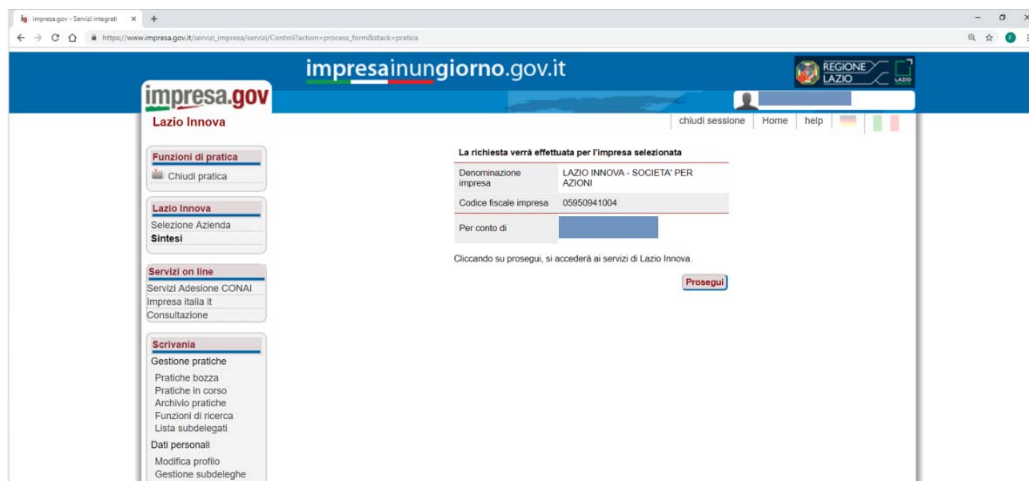 impresa.gov - Servizi integrati
https://www.impresa.gov.it/servizi_impresa/servizi/Control?action=process_form&stack=pratica
impresainungiorno.gov.it
REGIONE
LAZIO
LAZIO
impresa.gov
Lazio Innova
chiudi sessione
Home
help
Funzioni di pratica
Chiudi pratica
Lazio Innova
Selezione Azienda
Sintesi
Servizi on line
Servizi Adesione CONAI
Impresa italia it
Consultazione
Scrivania
Gestione pratiche
Pratiche bozza
Pratiche in corso
Archivio pratiche
Funzioni di ricerca
Lista subdelegati
Dati personali
Modifica profilo
Gestione subdeleghe
La richiesta verrà effettuata per l'impresa selezionata
Denominazione
impresa
LAZIO INNOVA - SOCIETA' PER
AZIONI
Codice fiscale impresa
05950941004
Per conto di
Cliccando su prosegui, si accederà ai servizi di Lazio Innova.
Prosegui